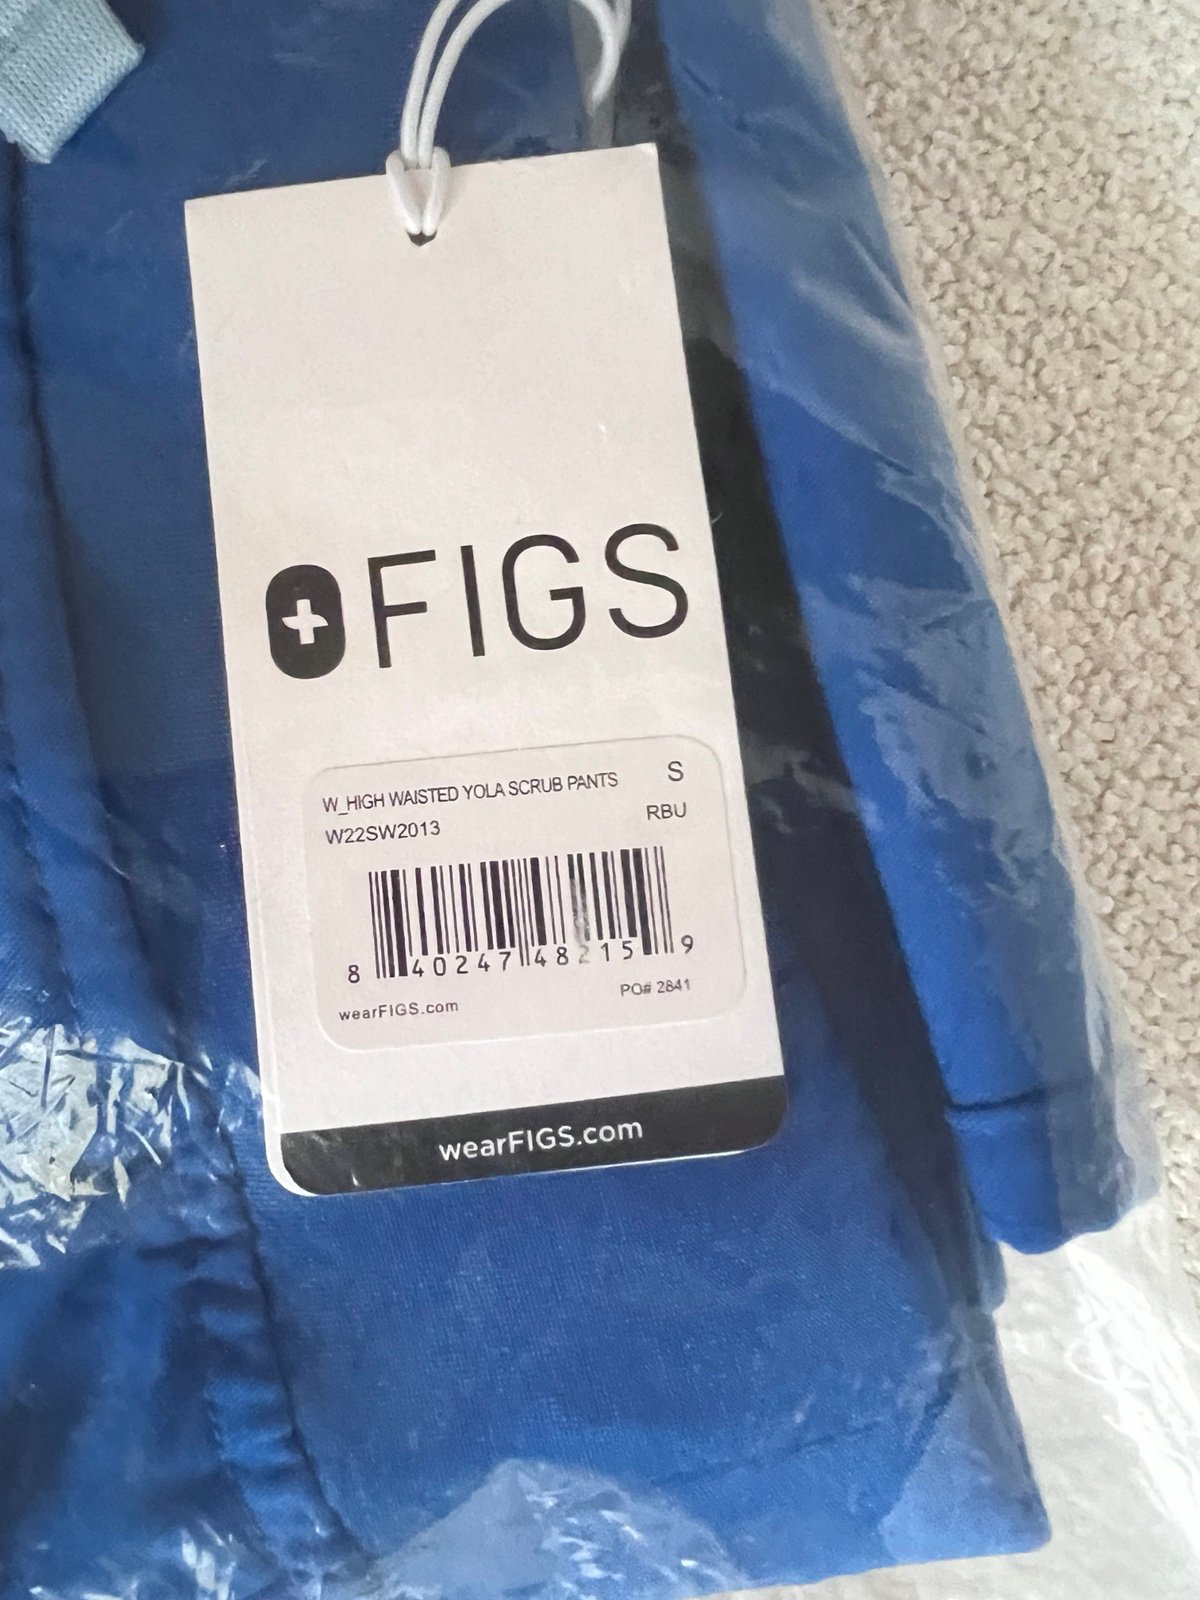 FIGS
W_HIGH WAISTED YOLA SCRUB PANTS S
W22SW2013 RBU
8 40247 48215 9
wearFIGS.com PO# 2841
wearFIGS.com